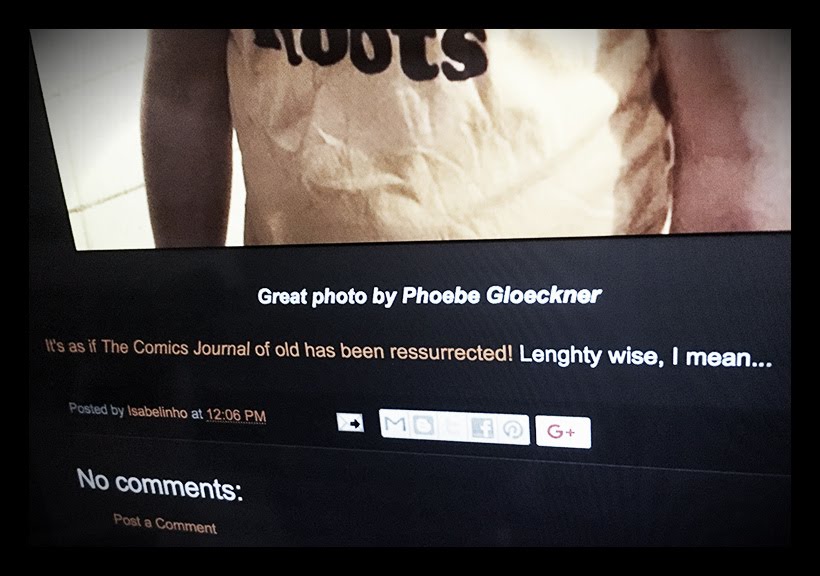 Roots
Great photo by Phoebe Gloeckner
It's as if The Comics Journal of old has been ressurrected! Lenghty wise, I mean...
Posted by Isabelinho at 12:06 PM
G+
No comments:
Post a Comment